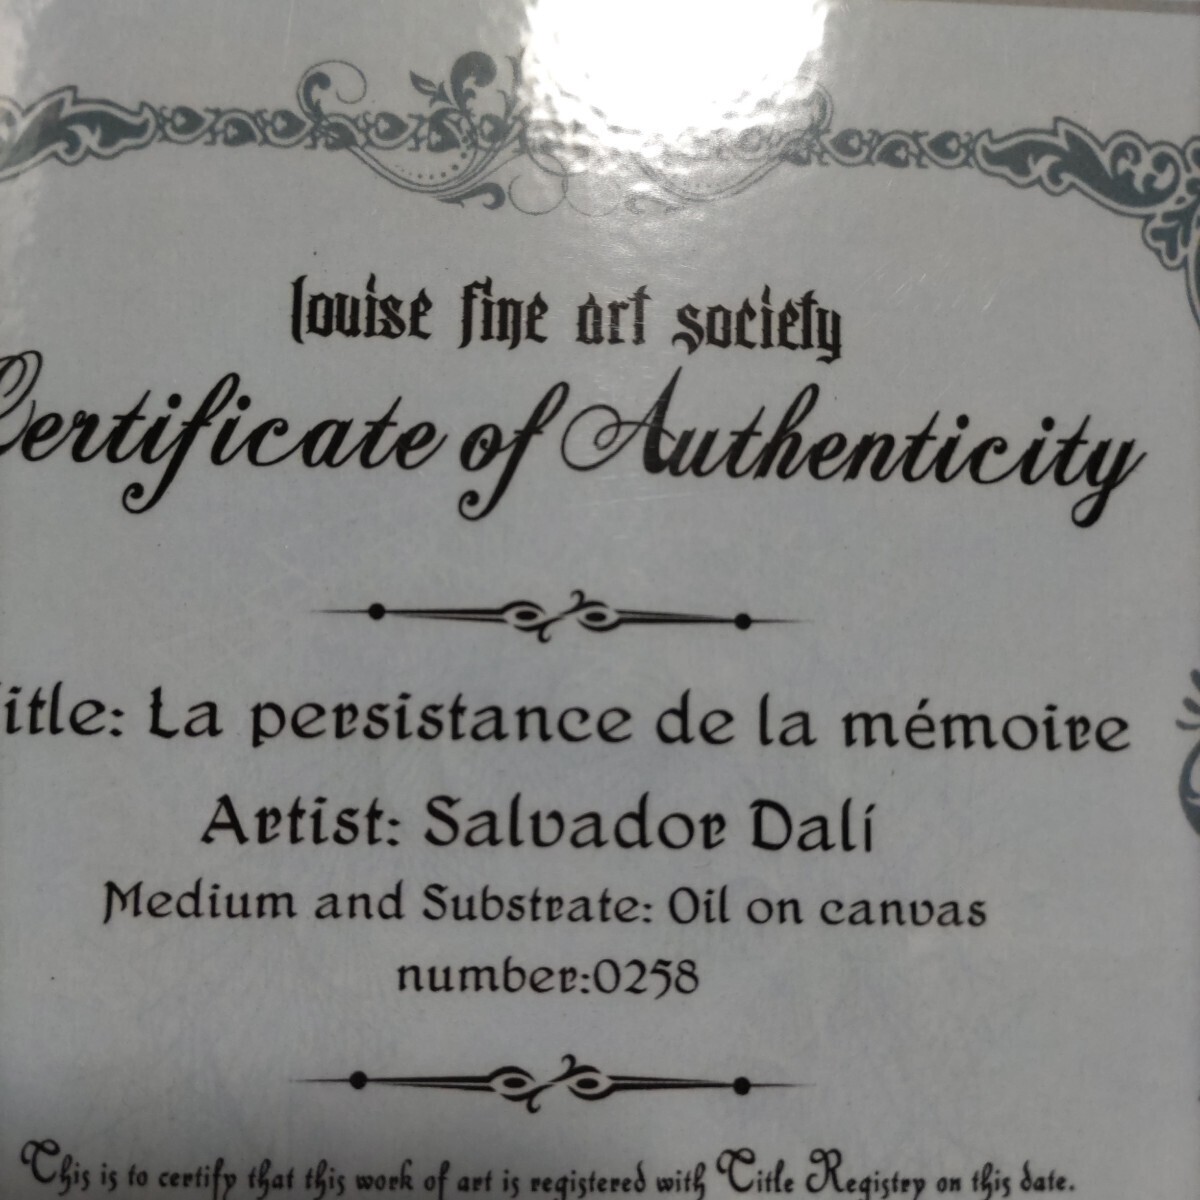 louise fine art society
Certificate of Authenticity
itle: La persistance de la mémoire
Artist: Salvador Dalí
Medium and Substrate: Oil on canvas
number:0258
This is to certify that this work of art is registered with Title Registry on this date.